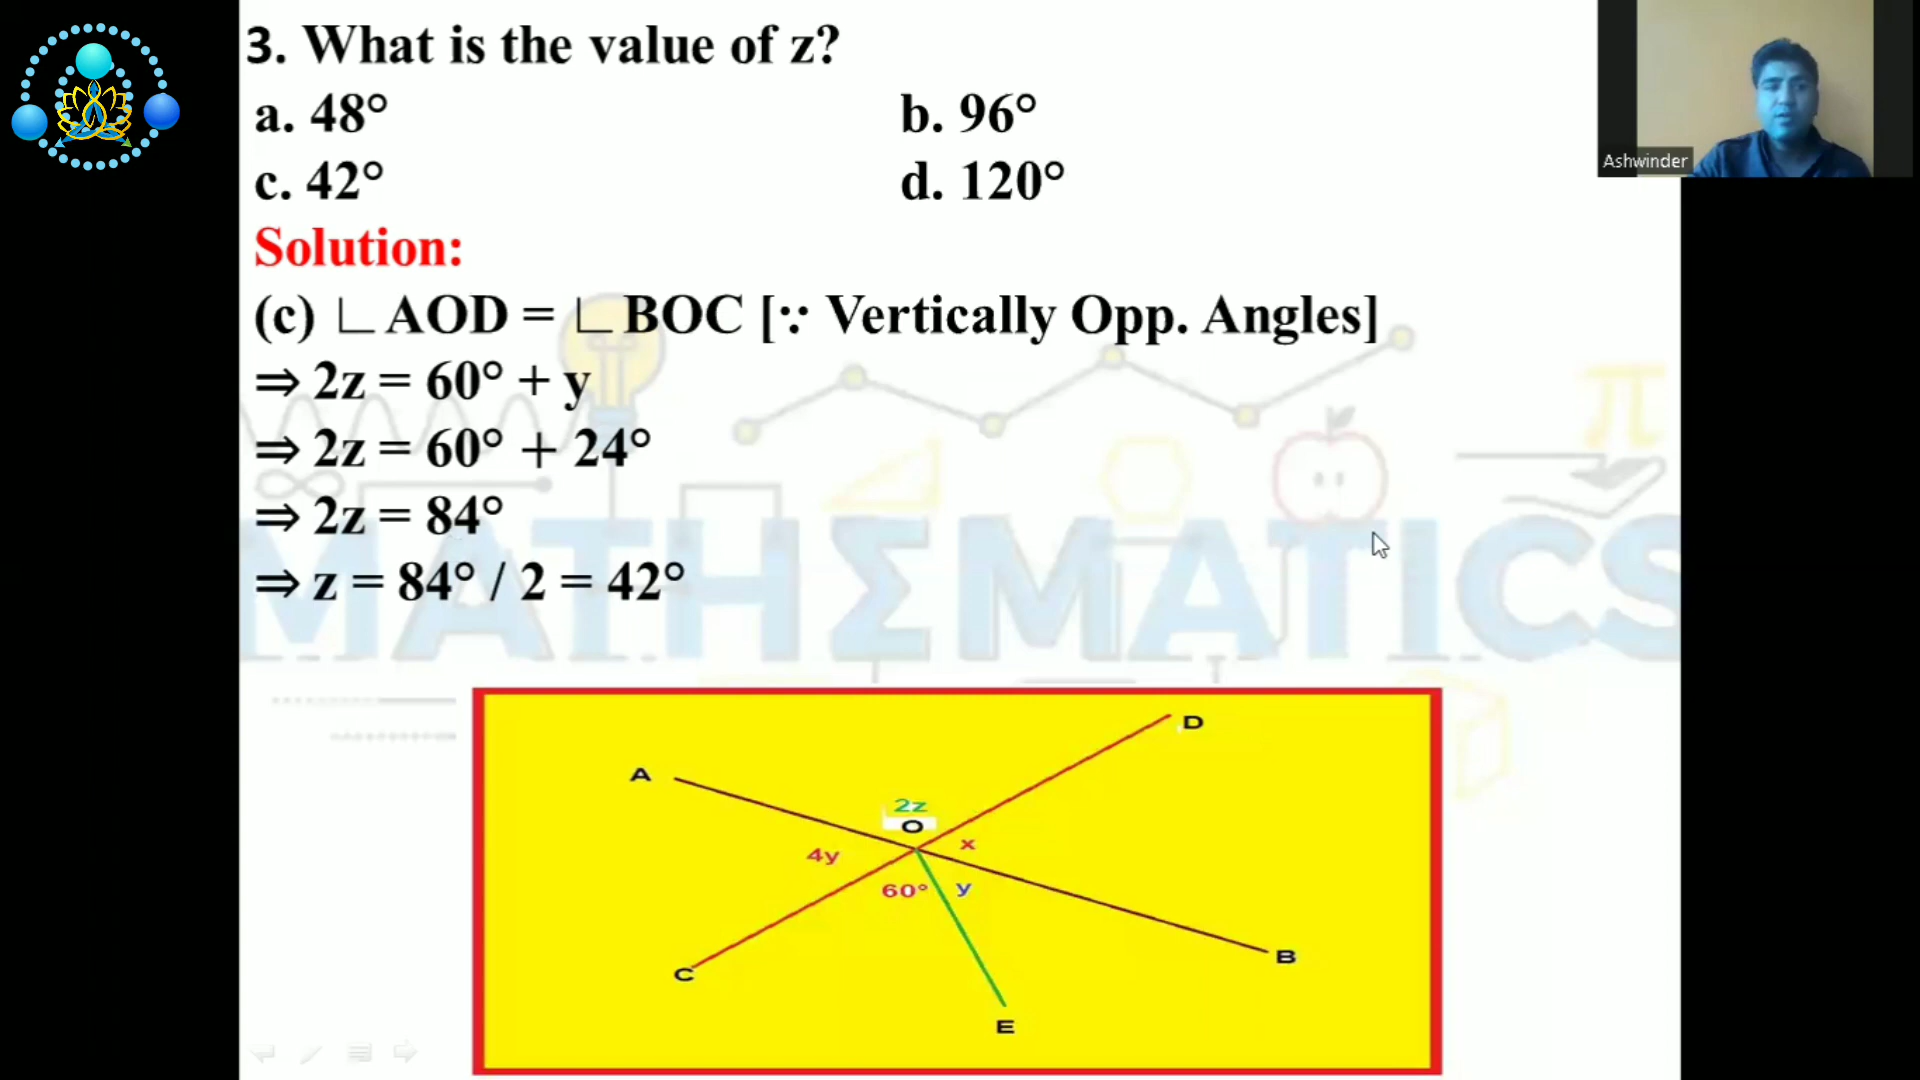 3. What is the value of z?
a. 48°
b. 96°
c. 42°
d. 120°
Solution:
(c) ∟AOD = ∟BOC [∵ Vertically Opp. Angles]
⇒ 2z = 60° + y
⇒ 2z = 60° + 24°
⇒ 2z = 84°
⇒ z = 84° / 2 = 42°
Ashwinder
π
MATHΣMATICS
D
A
2z
O
x
4y
60°
y
B
C
E